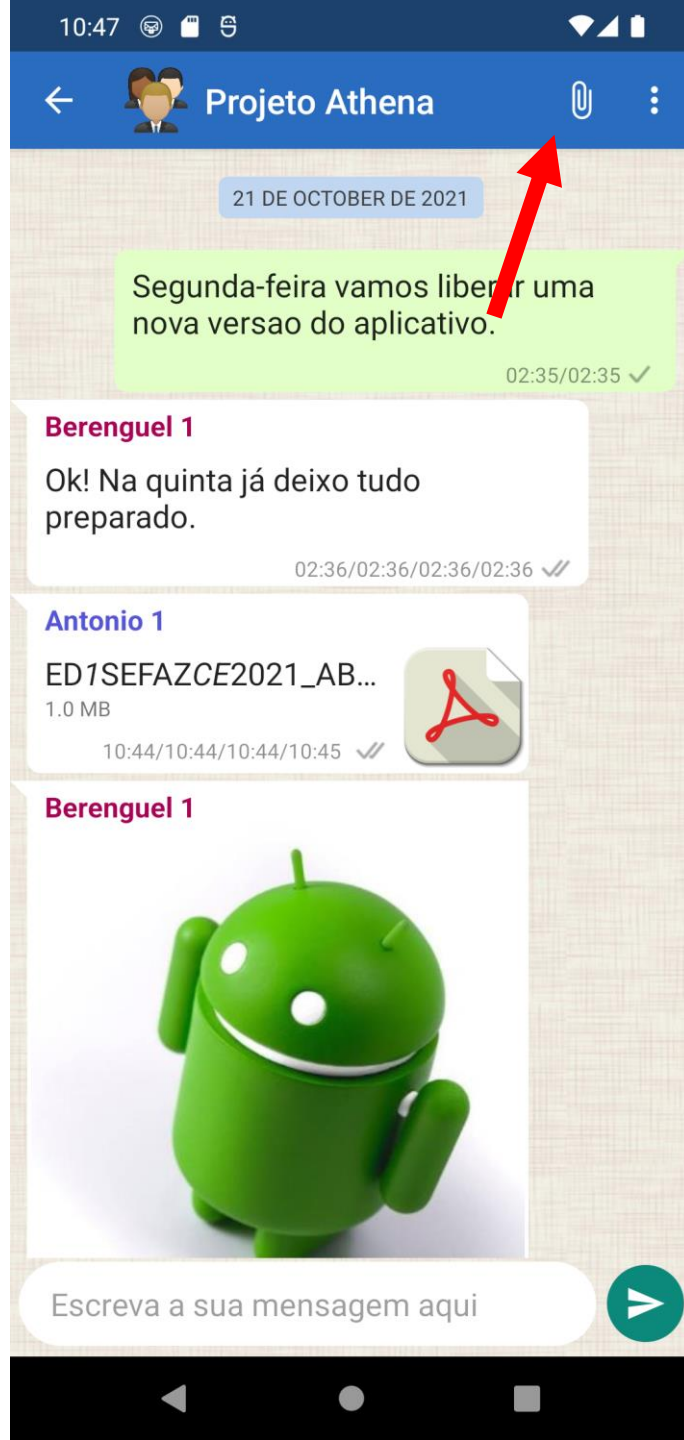 10:47
Projeto Athena
21 DE OCTOBER DE 2021
Segunda-feira vamos liberar uma
nova versao do aplicativo.
02:35/02:35
Berenguel 1
Ok! Na quinta já deixo tudo
preparado.
02:36/02:36/02:36/02:36
Antonio 1
ED1SEFAZCE2021_AB...
1.0 MB
10:44/10:44/10:44/10:45
Berenguel 1
Escreva a sua mensagem aqui